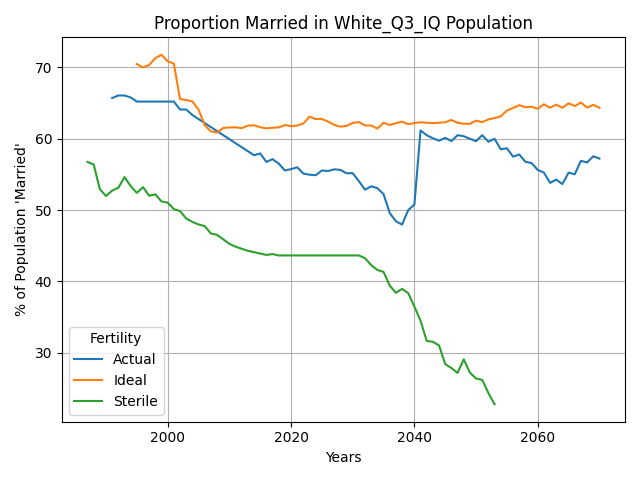 Proportion Married in White_Q3_IQ Population
% of Population 'Married'
70
60
50
40
30
Fertility
Actual
Ideal
Sterile
2000
2020
2040
2060
Years